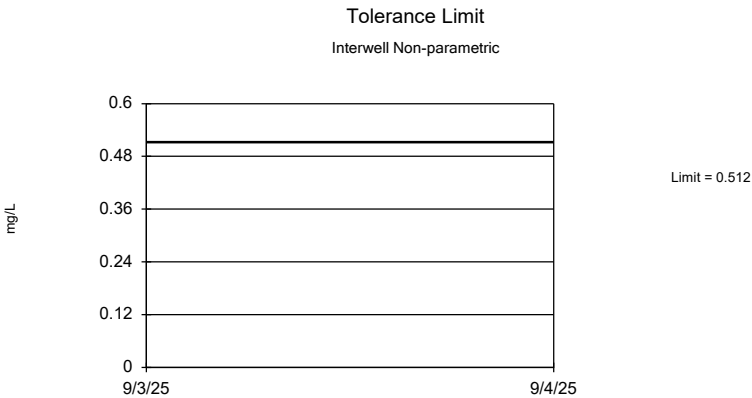 Tolerance Limit
Interwell Non-parametric
0.6
0.48
0.36
0.24
0.12
0
mg/L
Limit = 0.512
9/3/25
9/4/25